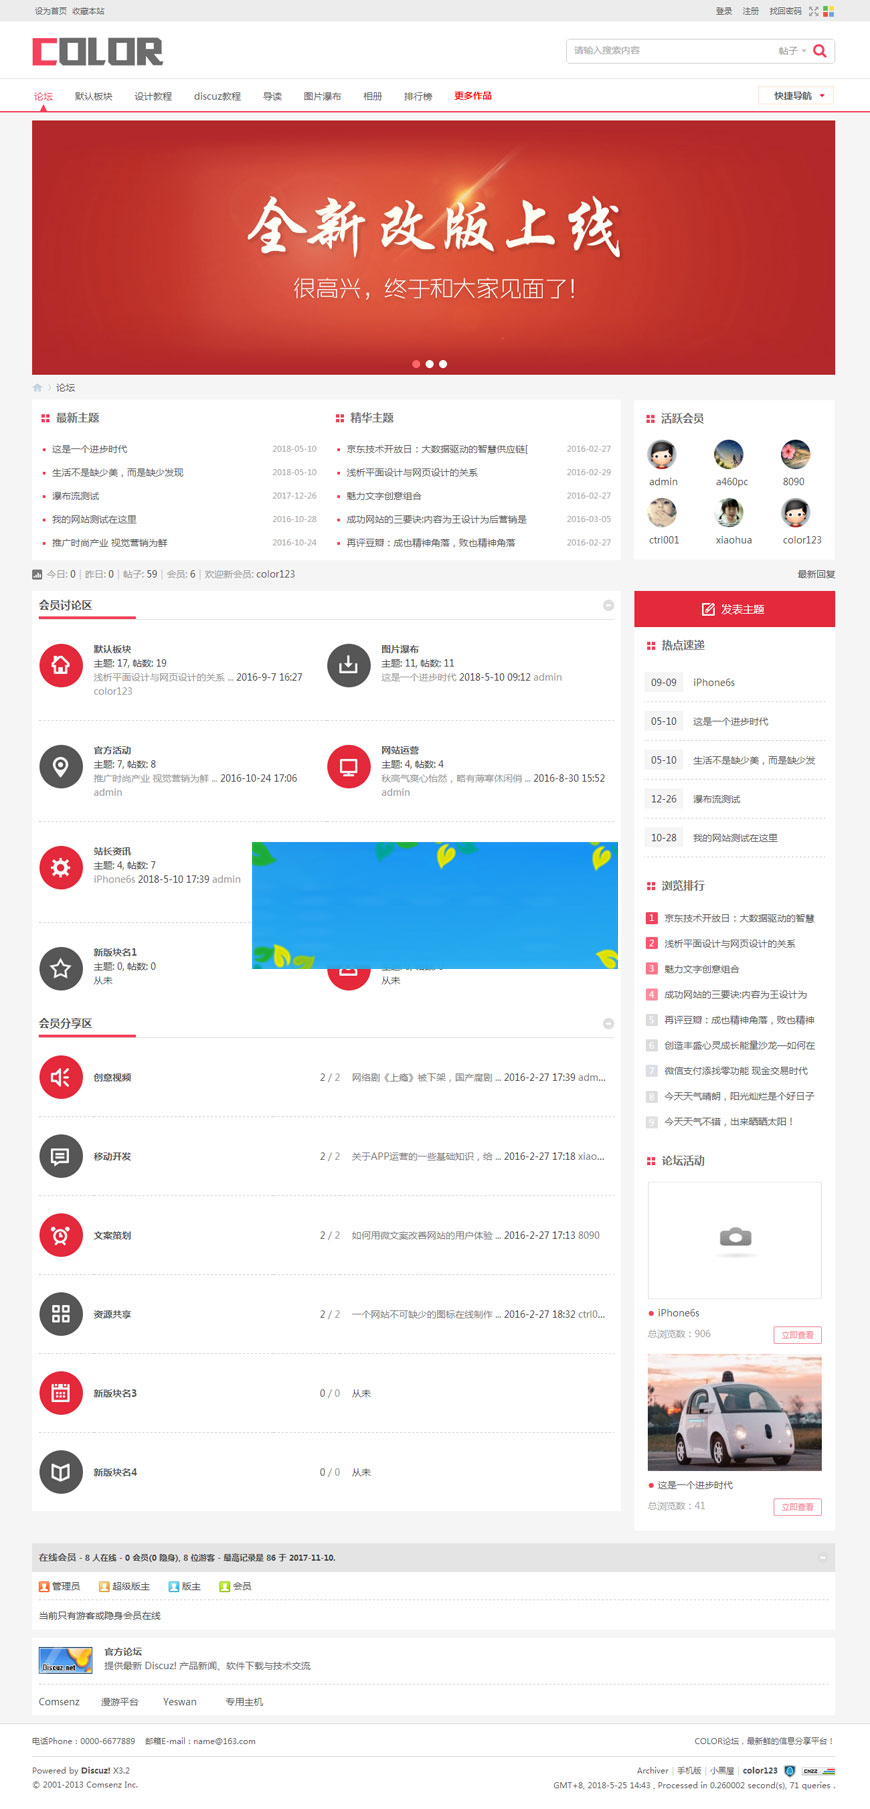 设为首页 收藏本站
登录 注册 找回密码
COLOR
请输入搜索内容 帖子
论坛 默认板块 设计教程 discuz教程 导读 图片瀑布 相册 排行榜 更多作品 快捷导航
全新改版上线
很高兴，终于和大家见面了！
论坛
最新主题
这是一个进步时代 2018-05-10
生活不是缺少美，而是缺少发现 2018-05-10
瀑布流测试 2017-12-26
我的网站测试在这里 2016-10-28
推广时尚产业 视觉营销为鲜 2016-10-24
精华主题
京东技术开放日：大数据驱动的智慧供应链[ 2016-02-27
浅析平面设计与网页设计的关系 2016-02-29
魅力文字创意组合 2016-02-27
成功网站的三要诀:内容为王设计为后营销是 2016-03-05
再评豆瓣：成也精神角落，败也精神角落 2016-02-27
活跃会员
admin a460pc 8090
ctrl001 xiaohua color123
今日: 0 | 昨日: 0 | 帖子: 59 | 会员: 6 | 欢迎新会员: color123
最新回复
会员讨论区
默认板块
主题: 17, 帖数: 19
浅析平面设计与网页设计的关系 ... 2016-9-7 16:27
color123
图片瀑布
主题: 11, 帖数: 11
这是一个进步时代 2018-5-10 09:12 admin
官方活动
主题: 7, 帖数: 8
推广时尚产业 视觉营销为鲜 ... 2016-10-24 17:06
admin
网站运营
主题: 4, 帖数: 4
秋高气爽心怡然，略有薄寒休闲俏 ... 2016-8-30 15:52
admin
站长资讯
主题: 4, 帖数: 7
iPhone6s 2018-5-10 17:39 admin
新版块名1
主题: 0, 帖数: 0
从未
从未
会员分享区
创意视频 2 / 2 网络剧《上瘾》被下架，国产腐剧 ... 2016-2-27 17:39 adm...
移动开发 2 / 2 关于APP运营的一些基础知识，给 ... 2016-2-27 17:18 xiao...
文案策划 2 / 2 如何用微文案改善网站的用户体验 ... 2016-2-27 17:13 8090
资源共享 2 / 2 一个网站不可缺少的图标在线制作 ... 2016-2-27 18:32 ctrl0...
新版块名3 0 / 0 从未
新版块名4 0 / 0 从未
发表主题
热点速递
09-09 iPhone6s
05-10 这是一个进步时代
05-10 生活不是缺少美，而是缺少发
12-26 瀑布流测试
10-28 我的网站测试在这里
浏览排行
1 京东技术开放日：大数据驱动的智慧
2 浅析平面设计与网页设计的关系
3 魅力文字创意组合
4 成功网站的三要诀:内容为王设计为
5 再评豆瓣：成也精神角落，败也精神
6 创造丰盛心灵成长能量沙龙—如何在
7 微信支付添找零功能 现金交易时代
8 今天天气晴朗，阳光灿烂是个好日子
9 今天天气不错，出来晒晒太阳！
论坛活动
iPhone6s
总浏览数：906 立即查看
这是一个进步时代
总浏览数：41 立即查看
在线会员 - 8 人在线 - 0 会员(0 隐身), 8 位游客 - 最高记录是 86 于 2017-11-10.
管理员 超级版主 版主 会员
当前只有游客或隐身会员在线
Discuz!.net
官方论坛
提供最新 Discuz! 产品新闻、软件下载与技术交流
Comsenz 漫游平台 Yeswan 专用主机
电话Phone：0000-6677889 邮箱E-mail：name@163.com
COLOR论坛，最新鲜的信息分享平台！
Powered by Discuz! X3.2
© 2001-2013 Comsenz Inc.
Archiver | 手机版 | 小黑屋 | color123 CNZZ
GMT+8, 2018-5-25 14:43 , Processed in 0.260002 second(s), 71 queries .